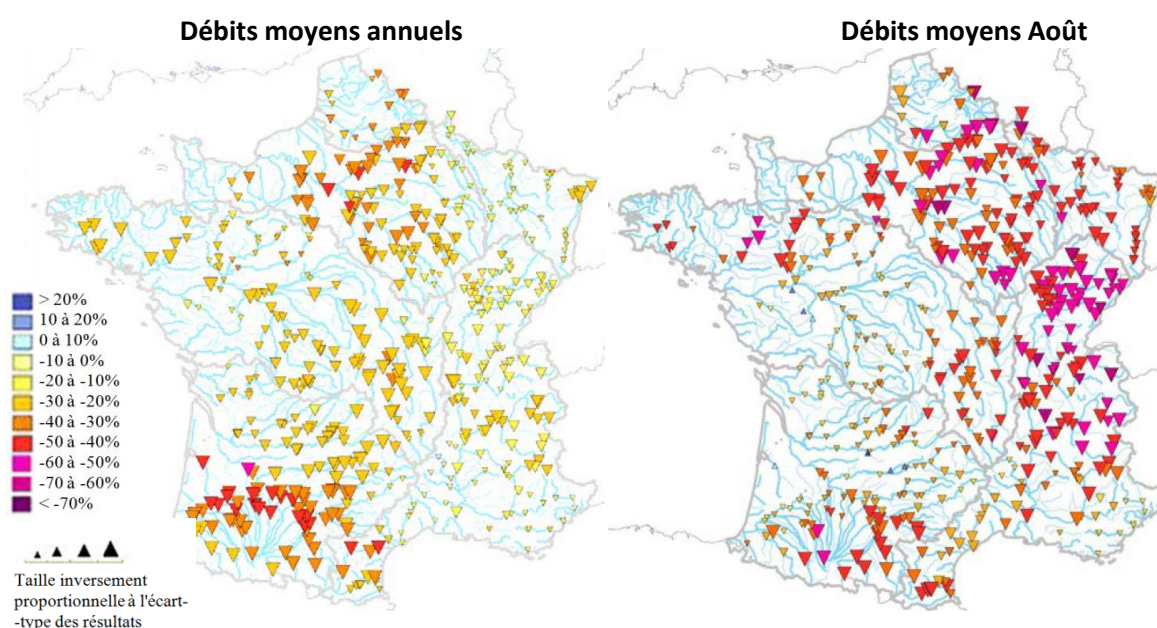 Débits moyens annuels
Débits moyens Août
> 20%
10 à 20%
0 à 10%
-10 à 0%
-20 à -10%
-30 à -20%
-40 à -30%
-50 à -40%
-60 à -50%
-70 à -60%
< -70%
Taille inversement
proportionnelle à l'écart-
-type des résultats